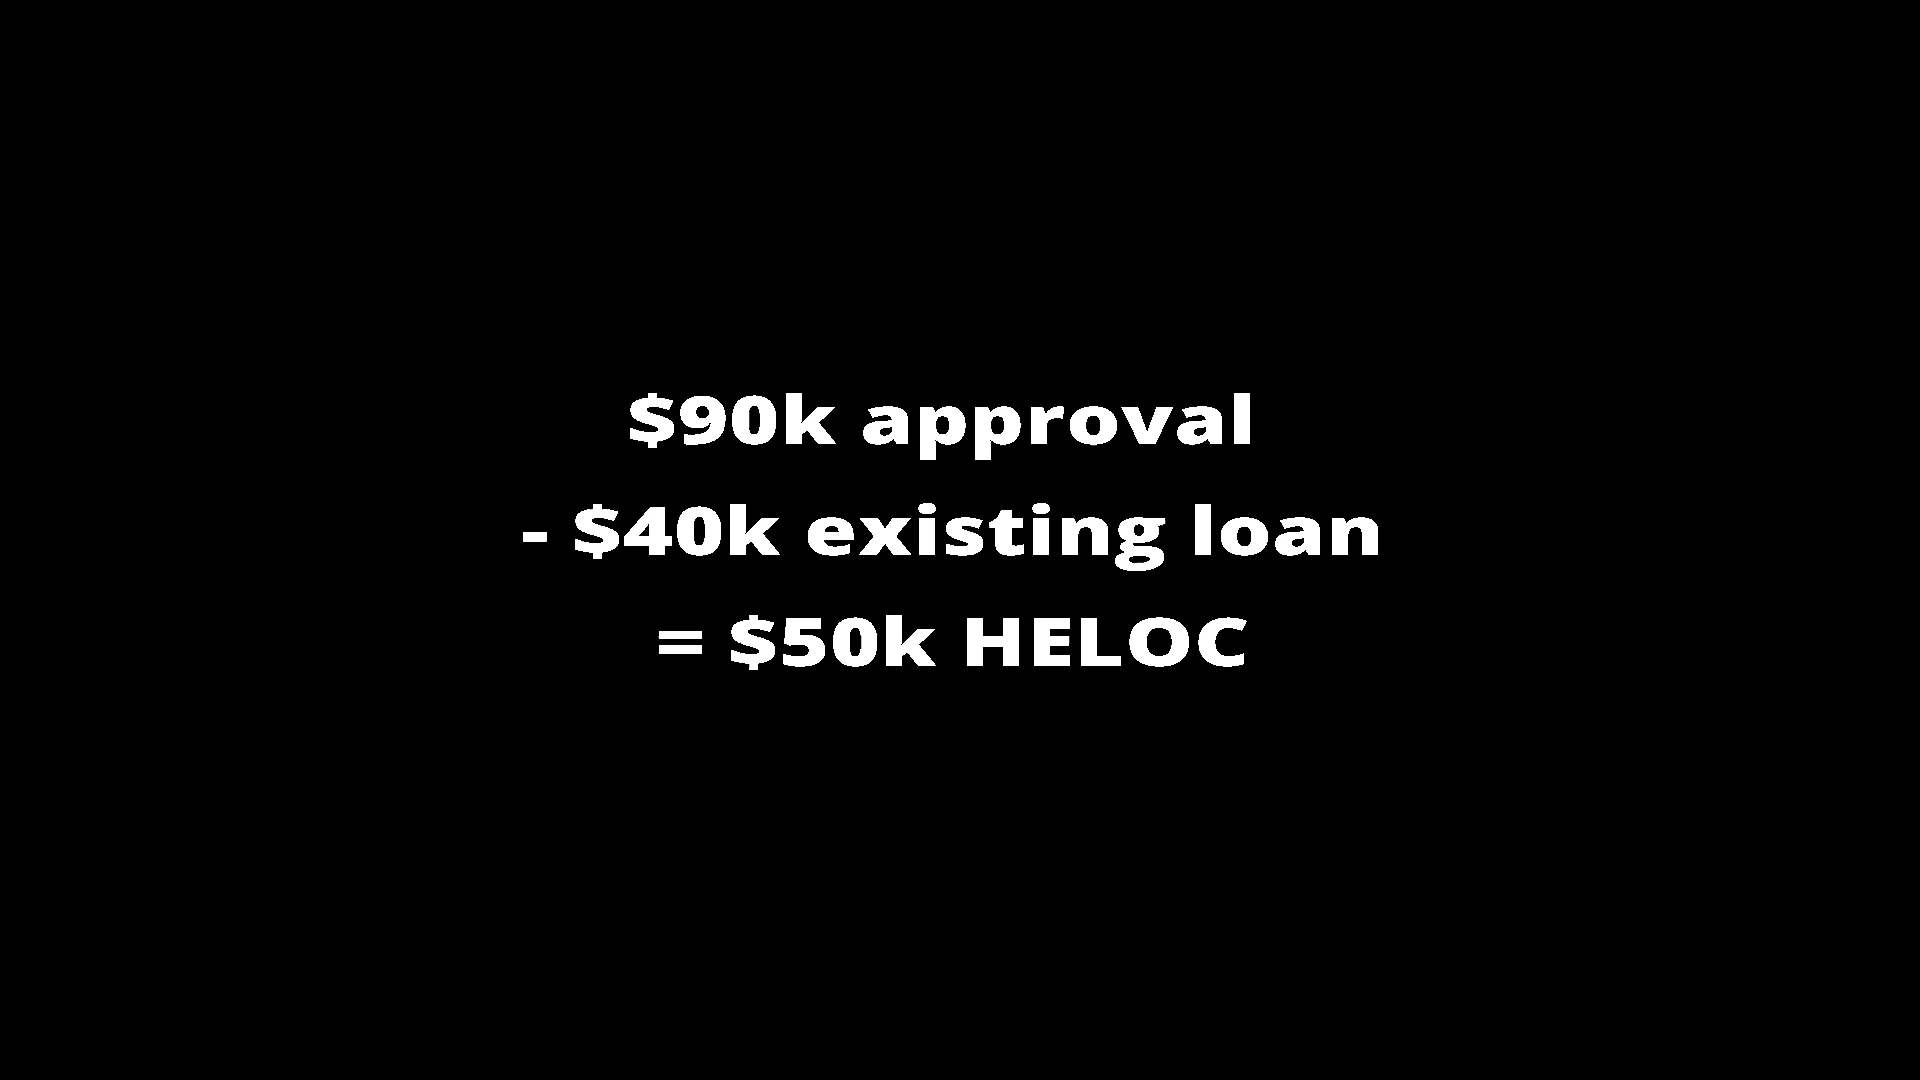 $90k approval
- $40k existing loan
= $50k HELOC